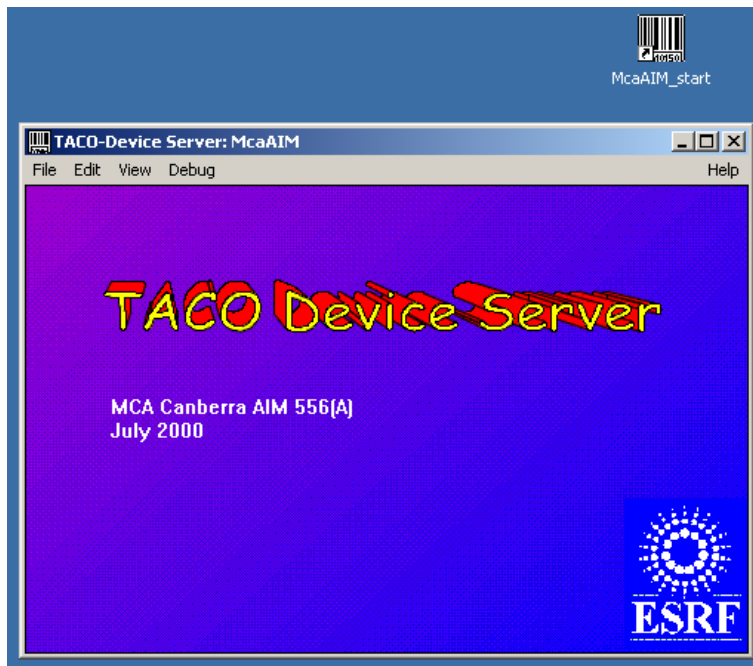 McaAIM_start
TACO-Device Server: McaAIM
File Edit View Debug Help
TACO Device Server
MCA Canberra AIM 556(A)
July 2000
ESRF